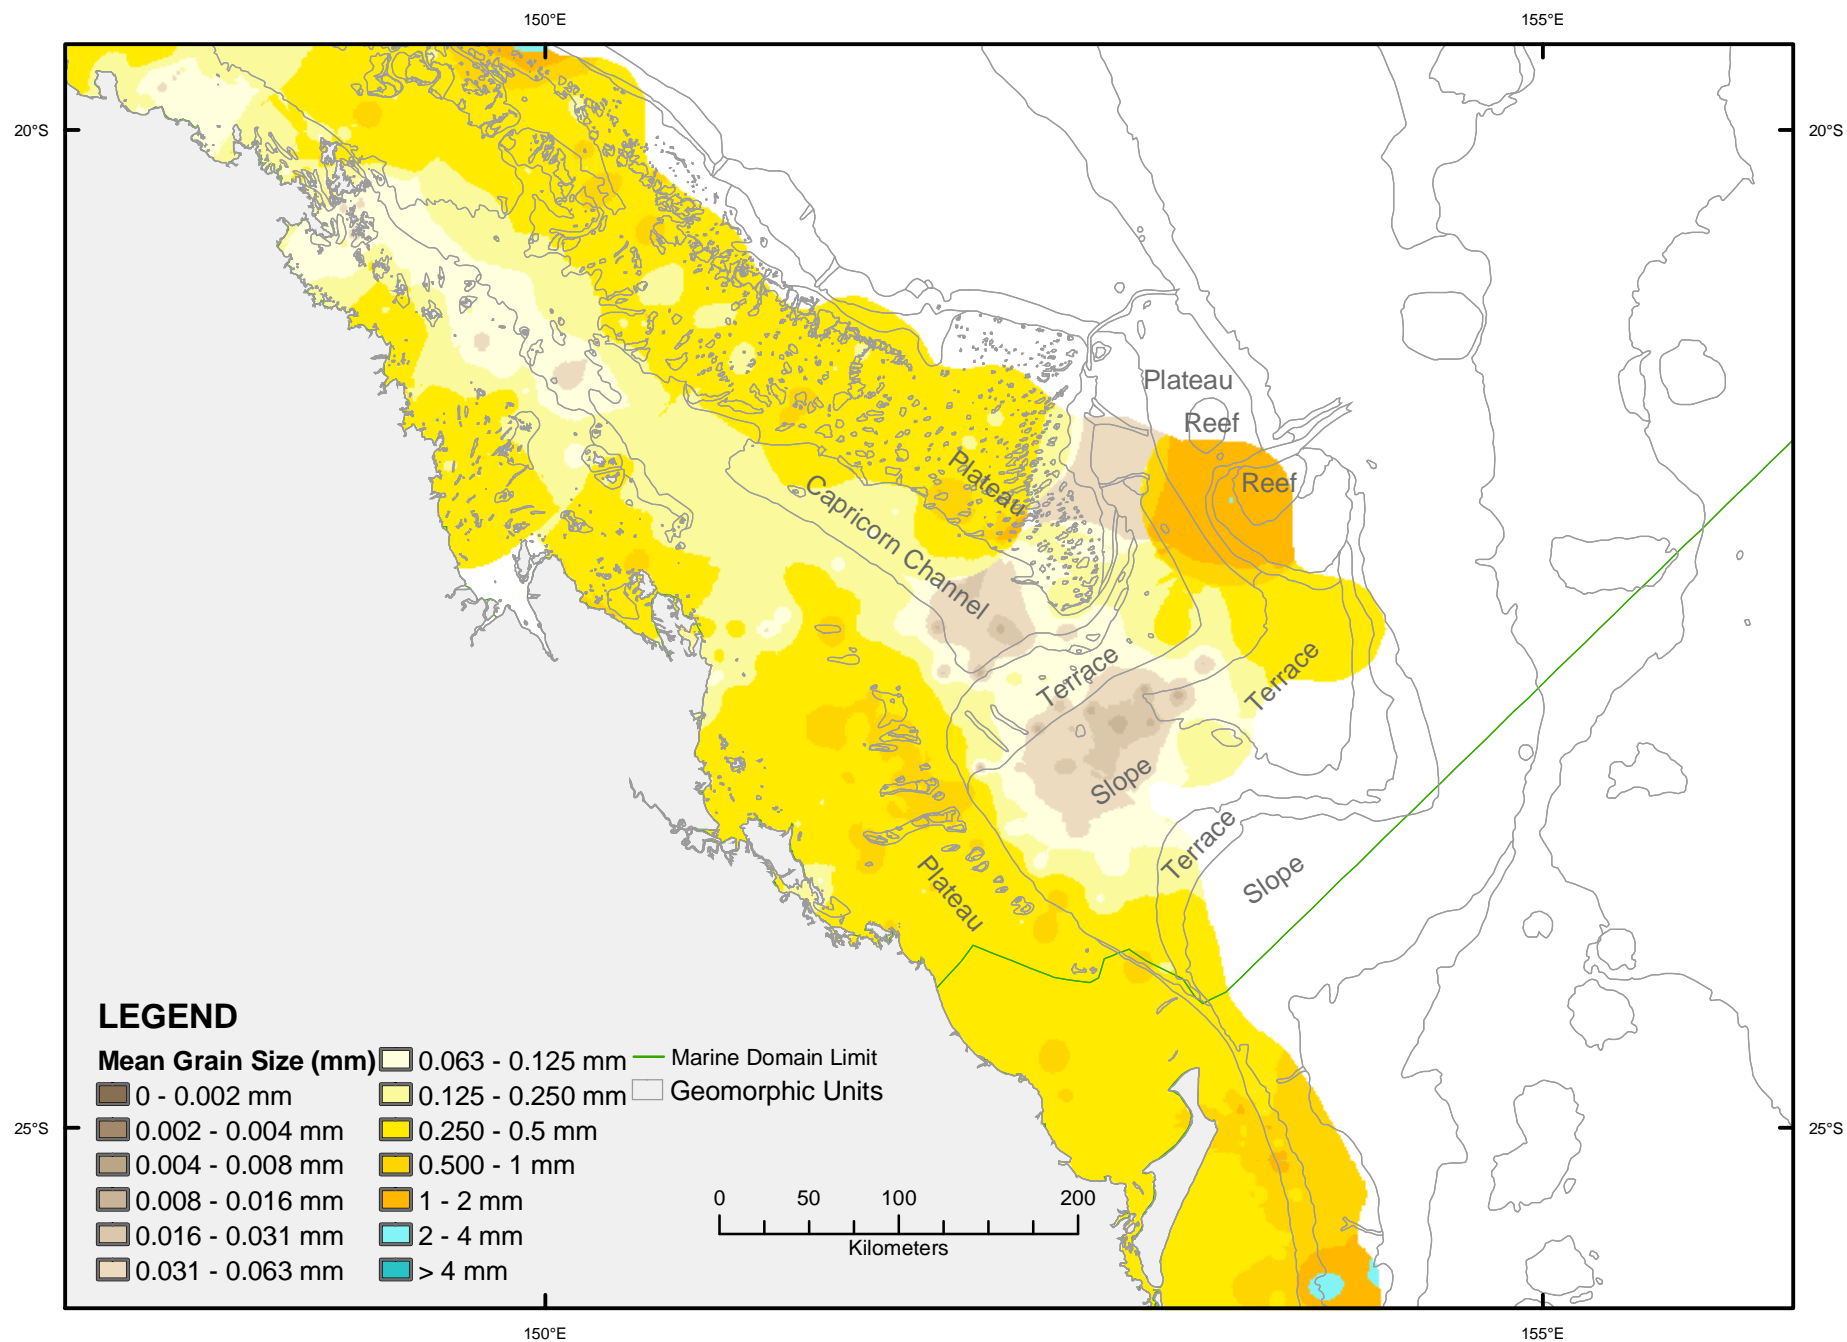 150°E
155°E
20°S
20°S
Plateau
Reef
Plateau
Reef
Capricorn Channel
Terrace
Terrace
Slope
Terrace
Plateau
Slope
LEGEND
Mean Grain Size (mm)
0 - 0.002 mm
0.002 - 0.004 mm
0.004 - 0.008 mm
0.008 - 0.016 mm
0.016 - 0.031 mm
0.031 - 0.063 mm
0.063 - 0.125 mm
0.125 - 0.250 mm
0.250 - 0.5 mm
0.500 - 1 mm
1 - 2 mm
2 - 4 mm
> 4 mm
Marine Domain Limit
Geomorphic Units
25°S
25°S
0 50 100 200
Kilometers
150°E
155°E